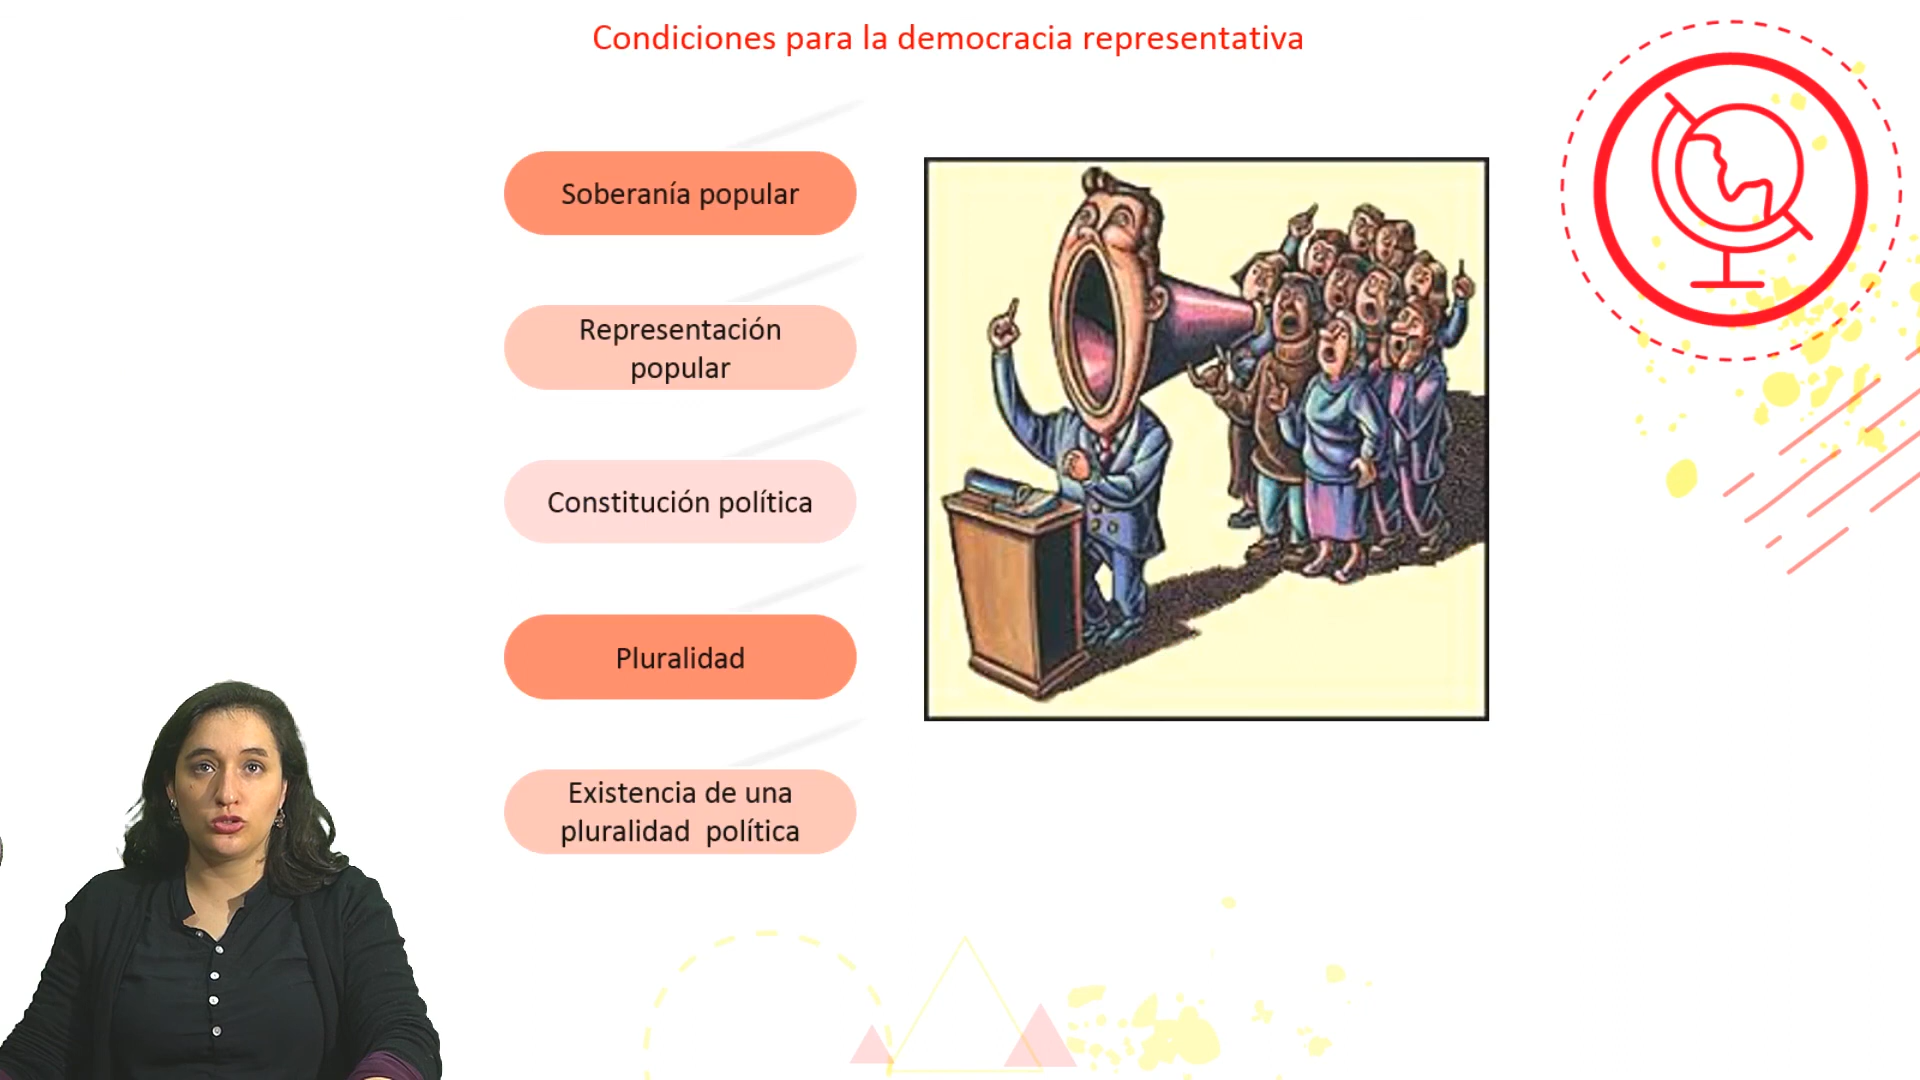 Condiciones para la democracia representativa
Soberanía popular
Representación
popular
Constitución política
Pluralidad
Existencia de una
pluralidad política